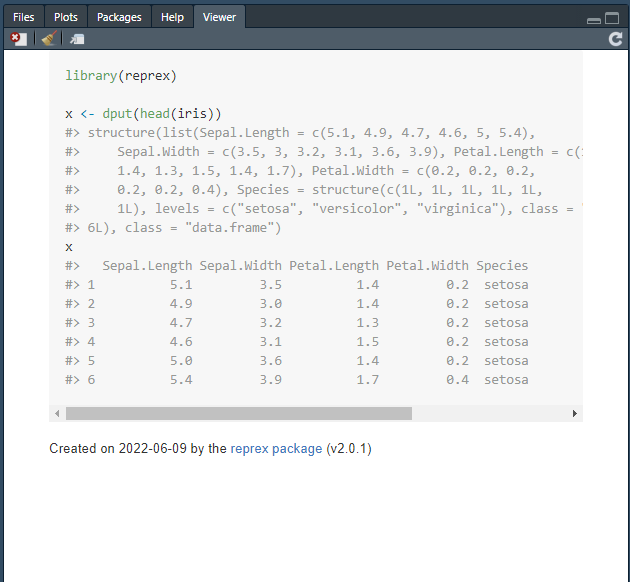 Files Plots Packages Help Viewer
library(reprex)
x <- dput(head(iris))
#> structure(list(Sepal.Length = c(5.1, 4.9, 4.7, 4.6, 5, 5.4),
#>     Sepal.Width = c(3.5, 3, 3.2, 3.1, 3.6, 3.9), Petal.Length = c(
#>     1.4, 1.3, 1.5, 1.4, 1.7), Petal.Width = c(0.2, 0.2, 0.2,
#>     0.2, 0.2, 0.4), Species = structure(c(1L, 1L, 1L, 1L, 1L,
#>     1L), levels = c("setosa", "versicolor", "virginica"), class =
#> 6L), class = "data.frame")
x
#>   Sepal.Length Sepal.Width Petal.Length Petal.Width Species
#> 1          5.1         3.5          1.4         0.2  setosa
#> 2          4.9         3.0          1.4         0.2  setosa
#> 3          4.7         3.2          1.3         0.2  setosa
#> 4          4.6         3.1          1.5         0.2  setosa
#> 5          5.0         3.6          1.4         0.2  setosa
#> 6          5.4         3.9          1.7         0.4  setosa
Created on 2022-06-09 by the reprex package (v2.0.1)